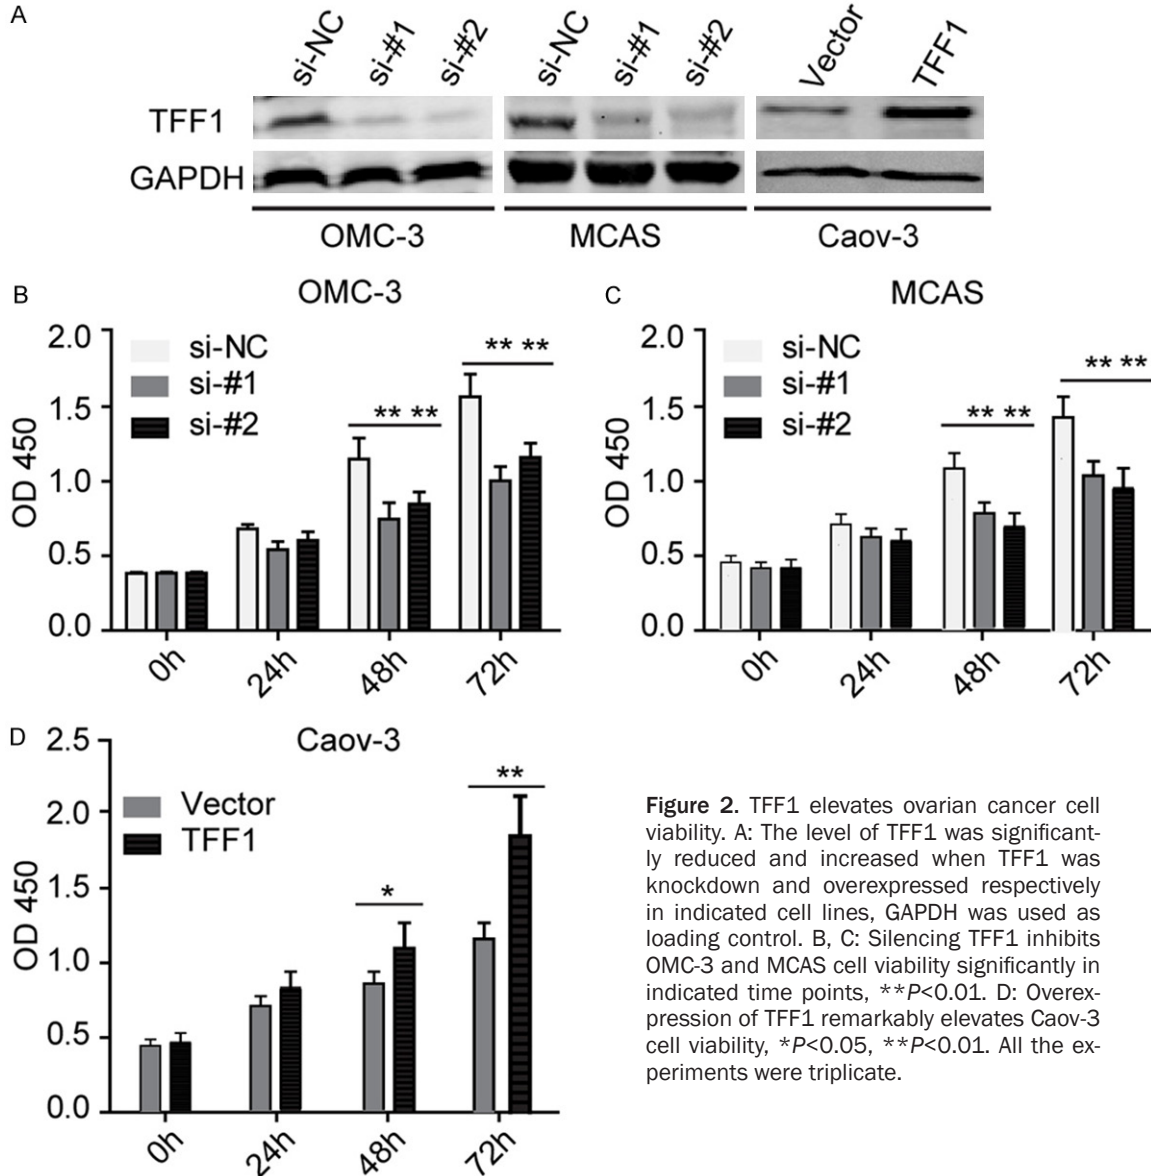 A
si-NC si-#1 si-#2 si-NC si-#1 si-#2 Vector TFF1
TFF1
GAPDH
OMC-3 MCAS Caov-3
B OMC-3
2.0
1.5
1.0
0.5
0.0
OD 450
si-NC
si-#1
si-#2
** **
** **
0h 24h 48h 72h
C MCAS
2.0
1.5
1.0
0.5
0.0
OD 450
si-NC
si-#1
si-#2
** **
** **
0h 24h 48h 72h
D Caov-3
2.5
2.0
1.5
1.0
0.5
0.0
OD 450
Vector
TFF1
*
**
0h 24h 48h 72h
Figure 2. TFF1 elevates ovarian cancer cell
viability. A: The level of TFF1 was significant-
ly reduced and increased when TFF1 was
knockdown and overexpressed respectively
in indicated cell lines, GAPDH was used as
loading control. B, C: Silencing TFF1 inhibits
OMC-3 and MCAS cell viability significantly in
indicated time points, **P<0.01. D: Overex-
pression of TFF1 remarkably elevates Caov-3
cell viability, *P<0.05, **P<0.01. All the ex-
periments were triplicate.